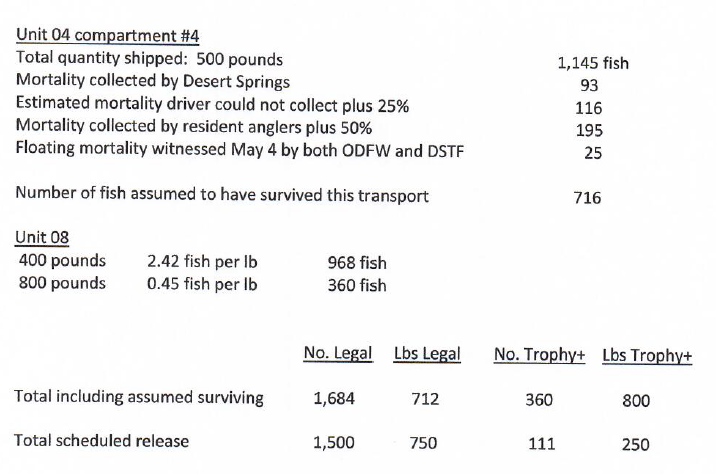 Unit 04 compartment #4
Total quantity shipped: 500 pounds 1,145 fish
Mortality collected by Desert Springs 93
Estimated mortality driver could not collect plus 25% 116
Mortality collected by resident anglers plus 50% 195
Floating mortality witnessed May 4 by both ODFW and DSTF 25
Number of fish assumed to have survived this transport 716
Unit 08
400 pounds 2.42 fish per lb 968 fish
800 pounds 0.45 fish per lb 360 fish
No. Legal Lbs Legal No. Trophy+ Lbs Trophy+
Total including assumed surviving 1,684 712 360 800
Total scheduled release 1,500 750 111 250